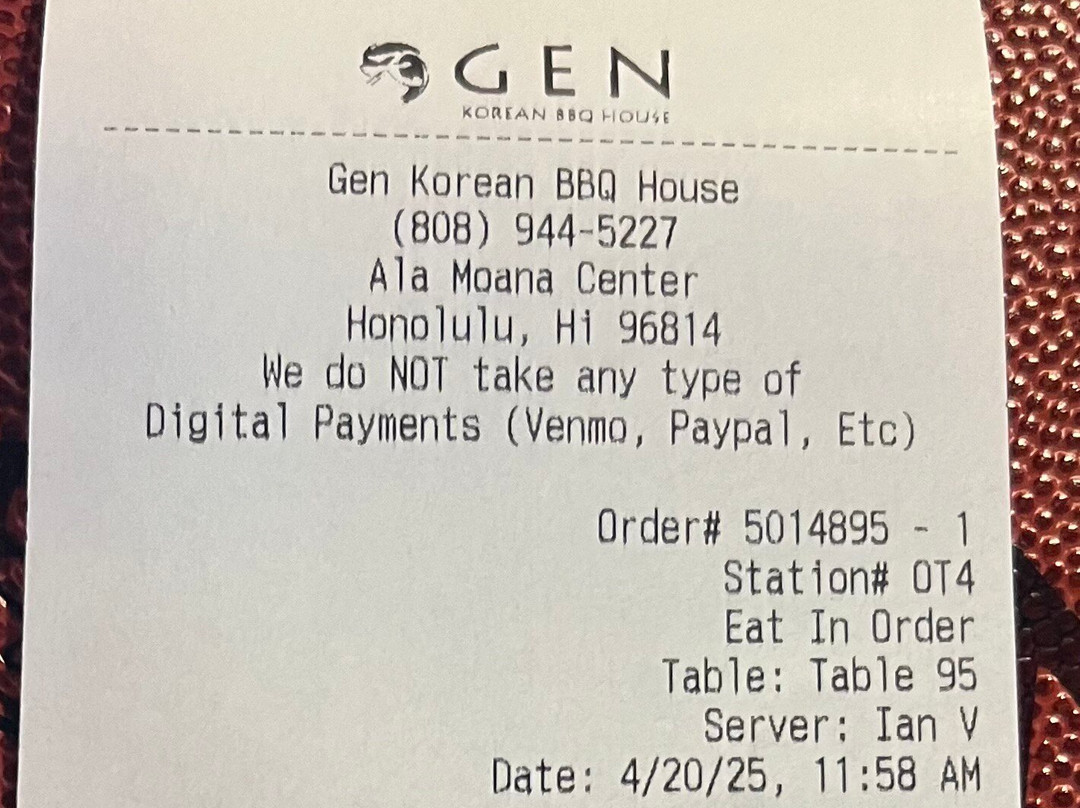 GEN
KOREAN BBQ HOUSE
Gen Korean BBQ House
(808) 944-5227
Ala Moana Center
Honolulu, Hi 96814
We do NOT take any type of
Digital Payments (Venmo, Paypal, Etc)
Order# 5014895 - 1
Station# OT4
Eat In Order
Table: Table 95
Server: Ian V
Date: 4/20/25, 11:58 AM